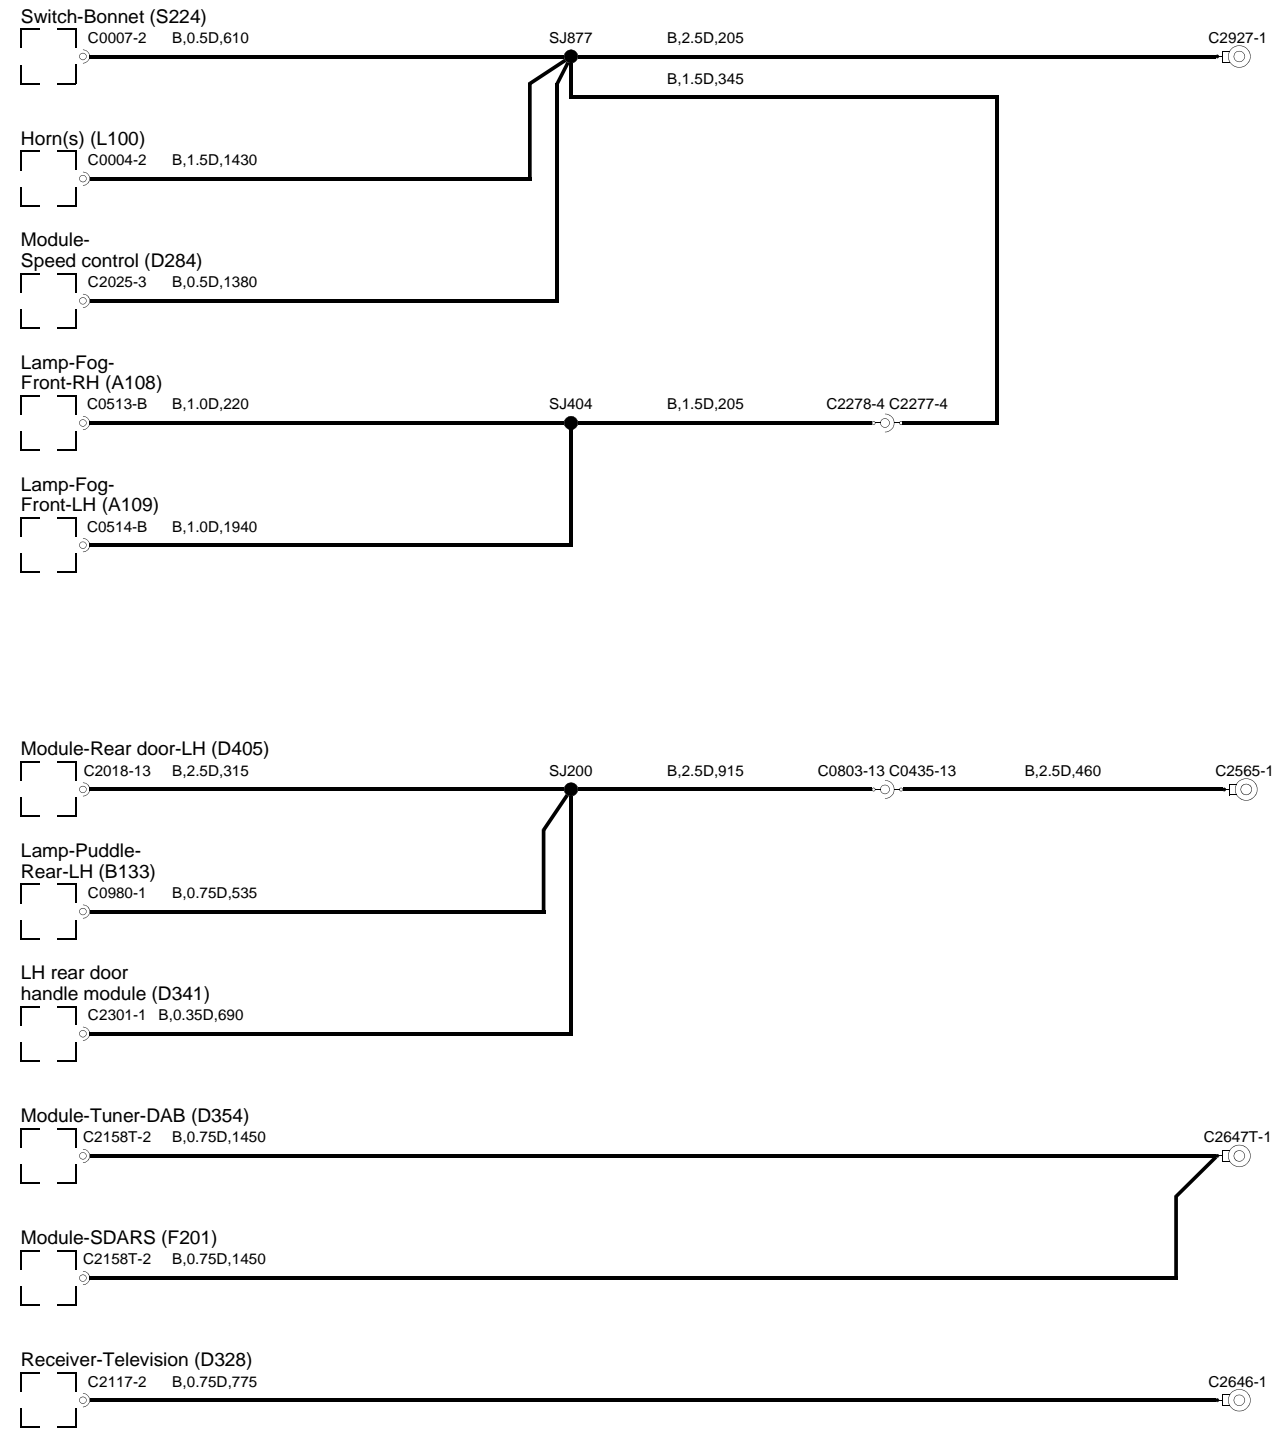 Switch-Bonnet (S224)
C0007-2 B,0.5D,610 SJ877 B,2.5D,205 C2927-1
B,1.5D,345
Horn(s) (L100)
C0004-2 B,1.5D,1430
Module-
Speed control (D284)
C2025-3 B,0.5D,1380
Lamp-Fog-
Front-RH (A108)
C0513-B B,1.0D,220 SJ404 B,1.5D,205 C2278-4 C2277-4
Lamp-Fog-
Front-LH (A109)
C0514-B B,1.0D,1940
Module-Rear door-LH (D405)
C2018-13 B,2.5D,315 SJ200 B,2.5D,915 C0803-13 C0435-13 B,2.5D,460 C2565-1
Lamp-Puddle-
Rear-LH (B133)
C0980-1 B,0.75D,535
LH rear door
handle module (D341)
C2301-1 B,0.35D,690
Module-Tuner-DAB (D354)
C2158T-2 B,0.75D,1450 C2647T-1
Module-SDARS (F201)
C2158T-2 B,0.75D,1450
Receiver-Television (D328)
C2117-2 B,0.75D,775 C2646-1